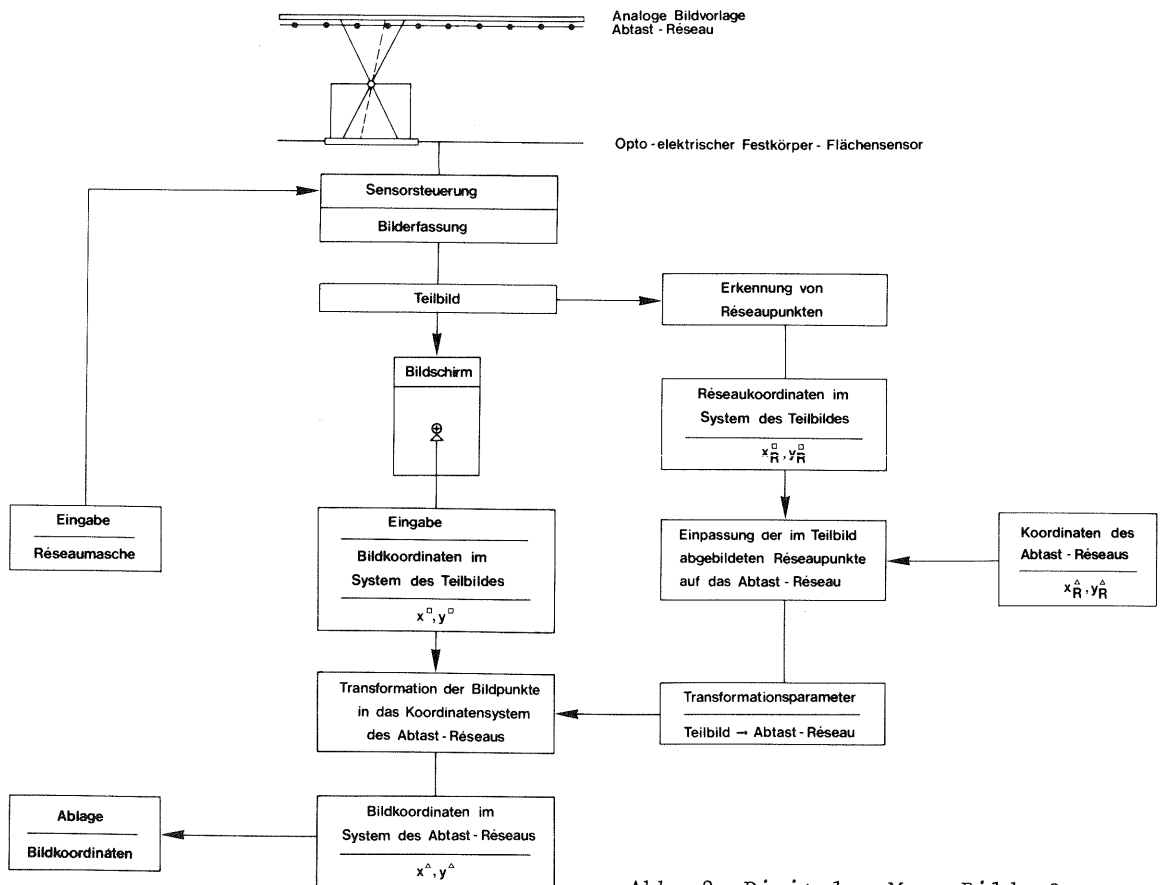 Analoge Bildvorlage
Abtast - Réseau
Opto - elektrischer Festkörper - Flächensensor
Sensorsteuerung
Bilderfassung
Teilbild
Erkennung von
Réseaupunkten
Bildschirm
Réseaukoordinaten im
System des Teilbildes
x□R, y□R
Eingabe
Réseaumasche
Eingabe
Bildkoordinaten im
System des Teilbildes
x□, y□
Einpassung der im Teilbild
abgebildeten Réseaupunkte
auf das Abtast - Réseau
Koordinaten des
Abtast - Réseaus
x△R, y△R
Transformation der Bildpunkte
in das Koordinatensystem
des Abtast - Réseaus
Transformationsparameter
Teilbild → Abtast - Réseau
Ablage
Bildkoordinaten
Bildkoordinaten im
System des Abtast - Réseaus
x△, y△